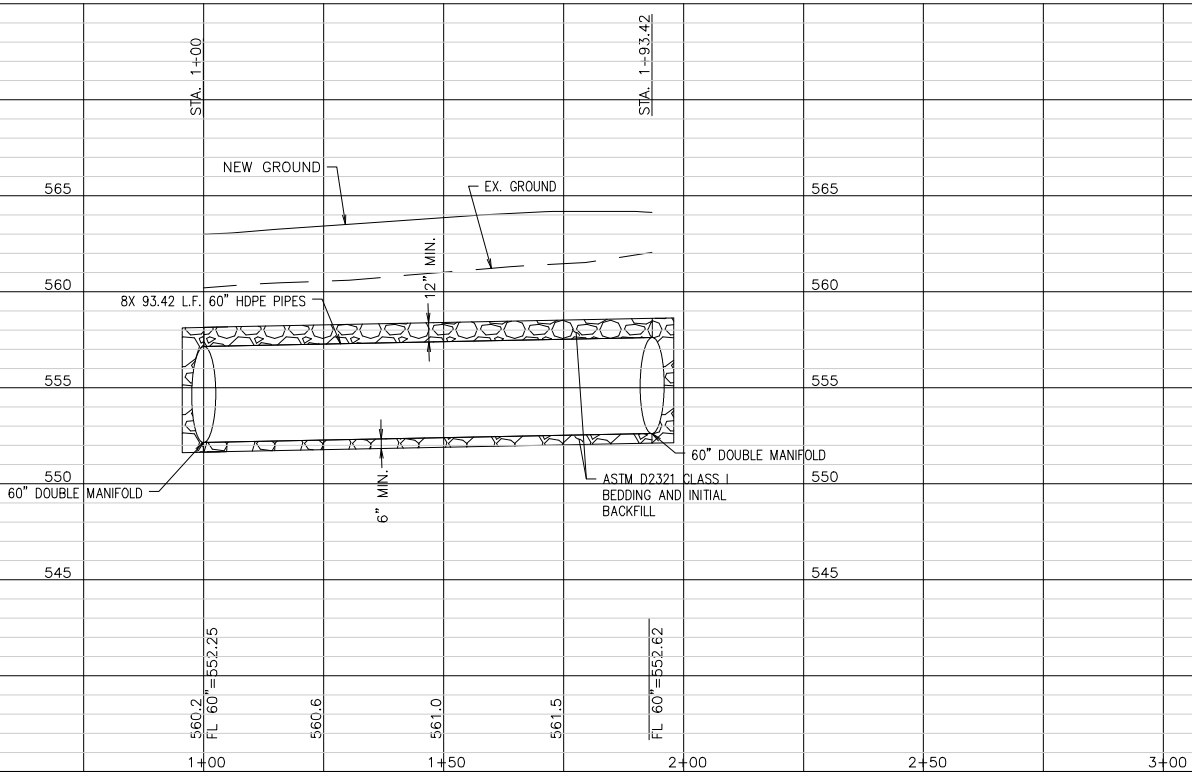 STA. 1+00
STA. 1+93.42
NEW GROUND
EX. GROUND
565
565
12" MIN.
560
560
8X 93.42 L.F. 60" HDPE PIPES
555
555
60" DOUBLE MANIFOLD
550
550
60" DOUBLE MANIFOLD
6" MIN.
ASTM D2321 CLASS I
BEDDING AND INITIAL
BACKFILL
545
545
560.2
FL 60"=552.25
560.6
561.0
561.5
FL 60"=552.62
1+00
1+50
2+00
2+50
3+00